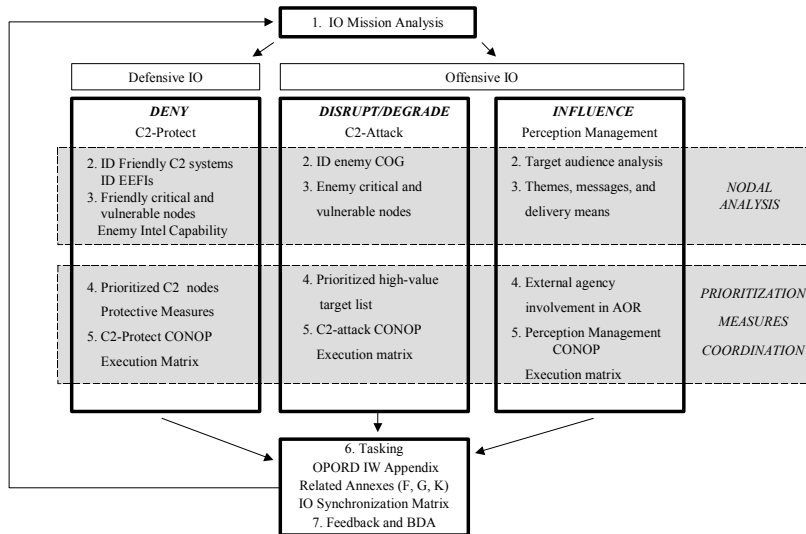 1. IO Mission Analysis
Defensive IO
Offensive IO
DENY
C2-Protect
2. ID Friendly C2 systems
ID EEFIs
3. Friendly critical and
vulnerable nodes
Enemy Intel Capability
4. Prioritized C2 nodes
Protective Measures
5. C2-Protect CONOP
Execution Matrix
DISRUPT/DEGRADE
C2-Attack
2. ID enemy COG
3. Enemy critical and
vulnerable nodes
4. Prioritized high-value
target list
5. C2-attack CONOP
Execution matrix
INFLUENCE
Perception Management
2. Target audience analysis
3. Themes, messages, and
delivery means
4. External agency
involvement in AOR
5. Perception Management
CONOP
Execution matrix
NODAL
ANALYSIS
PRIORITIZATION
MEASURES
COORDINATION
6. Tasking
OPORD IW Appendix
Related Annexes (F, G, K)
IO Synchronization Matrix
7. Feedback and BDA